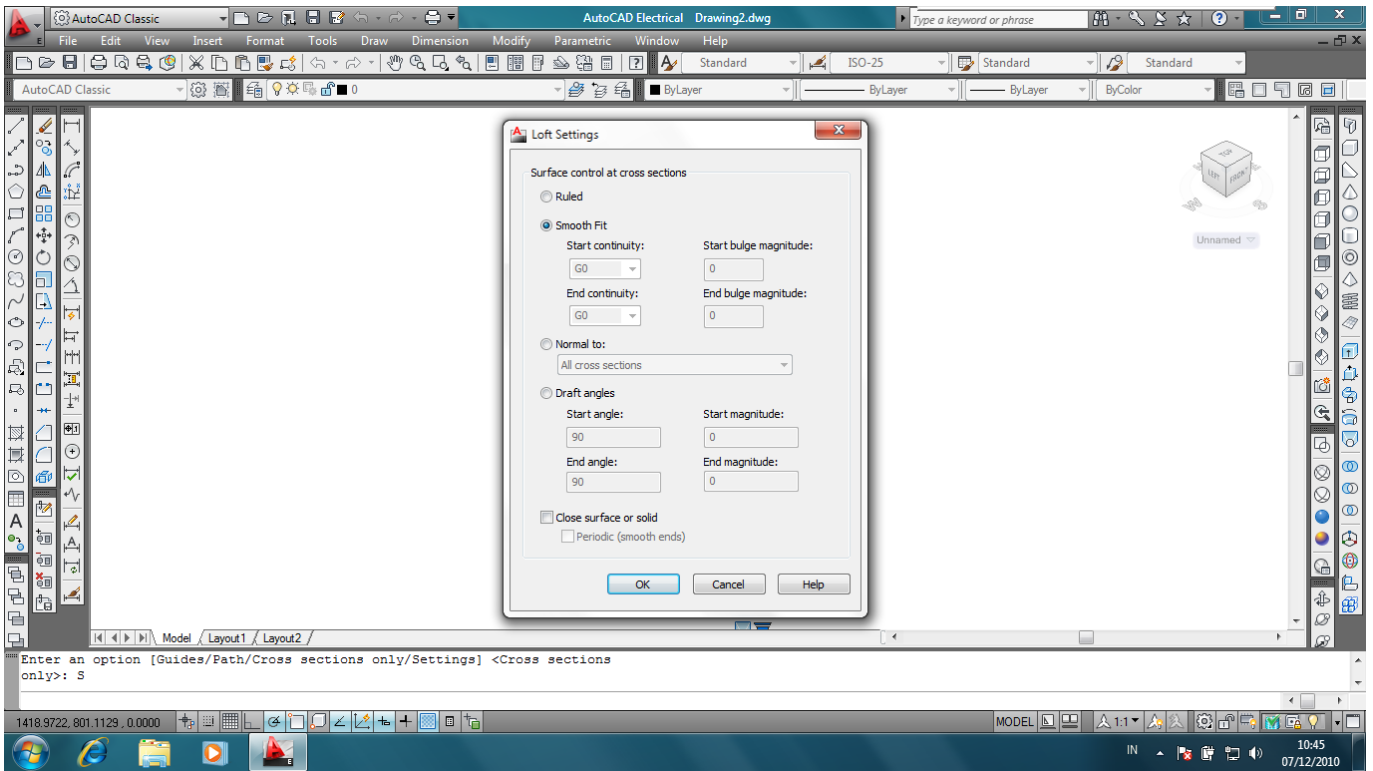 AutoCAD Classic
AutoCAD Electrical Drawing2.dwg
Type a keyword or phrase
E File Edit View Insert Format Tools Draw Dimension Modify Parametric Window Help
Standard ISO-25 Standard Standard
AutoCAD Classic 0 ByLayer ByLayer ByLayer ByColor
Loft Settings
Surface control at cross sections
Ruled
Smooth Fit
Start continuity: Start bulge magnitude:
G0 0
End continuity: End bulge magnitude:
G0 0
Normal to:
All cross sections
Draft angles
Start angle: Start magnitude:
90 0
End angle: End magnitude:
90 0
Close surface or solid
Periodic (smooth ends)
OK Cancel Help
TOP
FRONT
Unnamed
A
Model Layout1 Layout2
Enter an option [Guides/Path/Cross sections only/Settings] <Cross sections
only>: S
1418.9722, 801.1129 , 0.0000 MODEL 1:1
E IN 10:45
07/12/2010